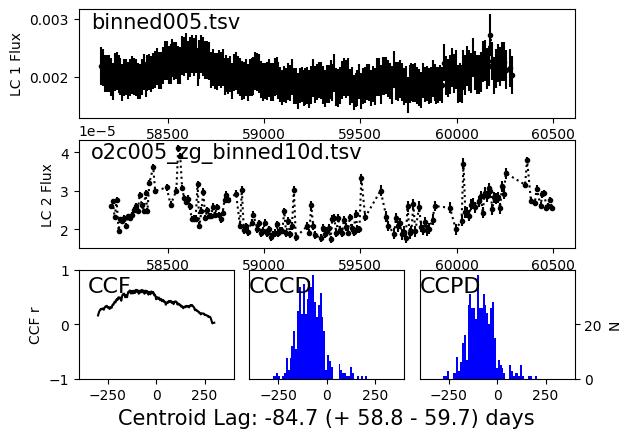 binned005.tsv
LC 1 Flux
0.003
0.002
58500 59000 59500 60000 60500
1e−5
o2c005_zg_binned10d.tsv
LC 2 Flux
4
3
2
58500 59000 59500 60000 60500
CCF CCCD CCPD
CCF r
1
0
−1
20
0
N
−250 0 250 −250 0 250 −250 0 250
Centroid Lag: -84.7 (+ 58.8 - 59.7) days